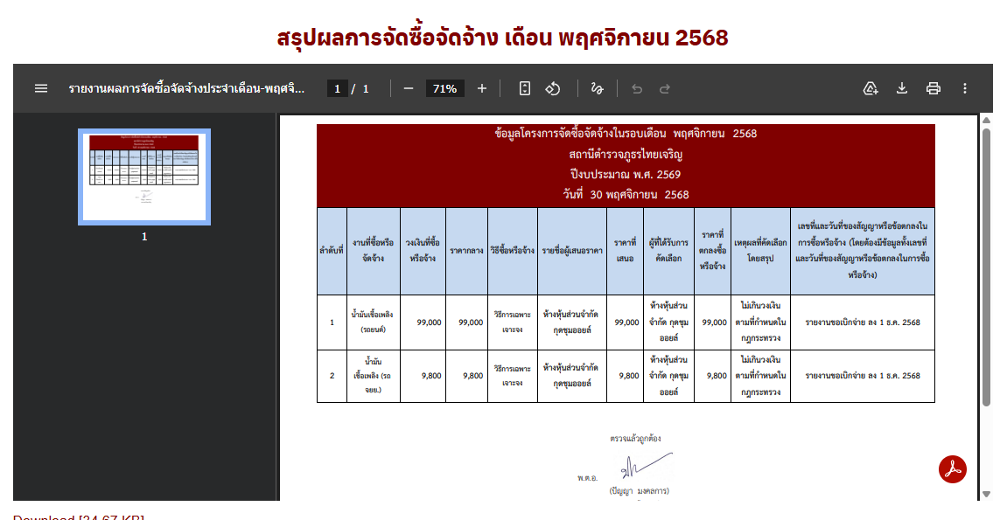 สรุปผลการจัดซื้อจัดจ้าง เดือน พฤศจิกายน 2568
รายงานผลการจัดซื้อจัดจ้างประจำเดือน-พฤศจิ...
1 / 1
71%
1
ข้อมูลโครงการจัดซื้อจัดจ้างในรอบเดือน พฤศจิกายน 2568
สถานีตำรวจภูธรไทยเจริญ
ปีงบประมาณ พ.ศ. 2569
วันที่ 30 พฤศจิกายน 2568
ลำดับที่
งานที่ซื้อหรือ
จัดจ้าง
วงเงินที่ซื้อ
หรือจ้าง
ราคากลาง
วิธีซื้อหรือจ้าง
รายชื่อผู้เสนอราคา
ราคาที่
เสนอ
ผู้ที่ได้รับการ
คัดเลือก
ราคาที่
ตกลงซื้อ
หรือจ้าง
เหตุผลที่คัดเลือก
โดยสรุป
เลขที่และวันที่ของสัญญาหรือข้อตกลงใน
การซื้อหรือจ้าง (โดยต้องมีข้อมูลทั้งเลขที่
และวันที่ของสัญญาหรือข้อตกลงในการซื้อ
หรือจ้าง)
1
น้ำมันเชื้อเพลิง
(รถยนต์)
99,000
99,000
วิธีการเฉพาะ
เจาะจง
ห้างหุ้นส่วนจำกัด
กุดชุมออยล์
99,000
ห้างหุ้นส่วน
จำกัด กุดชุม
ออยล์
99,000
ไม่เกินวงเงิน
ตามที่กำหนดใน
กฎกระทรวง
รายงานขอเบิกจ่าย ลง 1 ธ.ค. 2568
2
น้ำมัน
เชื้อเพลิง (รถ
จยย.)
9,800
9,800
วิธีการเฉพาะ
เจาะจง
ห้างหุ้นส่วนจำกัด
กุดชุมออยล์
9,800
ห้างหุ้นส่วน
จำกัด กุดชุม
ออยล์
9,800
ไม่เกินวงเงิน
ตามที่กำหนดใน
กฎกระทรวง
รายงานขอเบิกจ่าย ลง 1 ธ.ค. 2568
ตรวจแล้วถูกต้อง
พ.ต.อ.
(ปัญญา มงคลการ)
Download [24.67 KB]